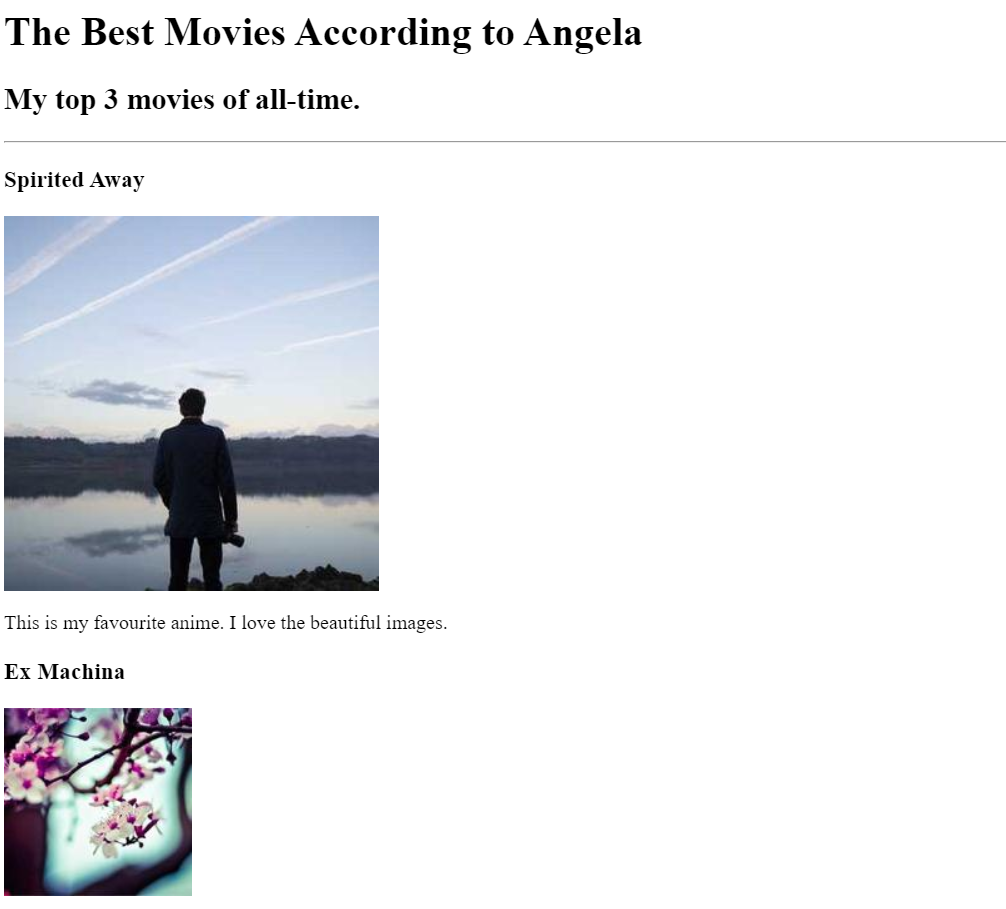 The Best Movies According to Angela
My top 3 movies of all-time.
Spirited Away
This is my favourite anime. I love the beautiful images.
Ex Machina